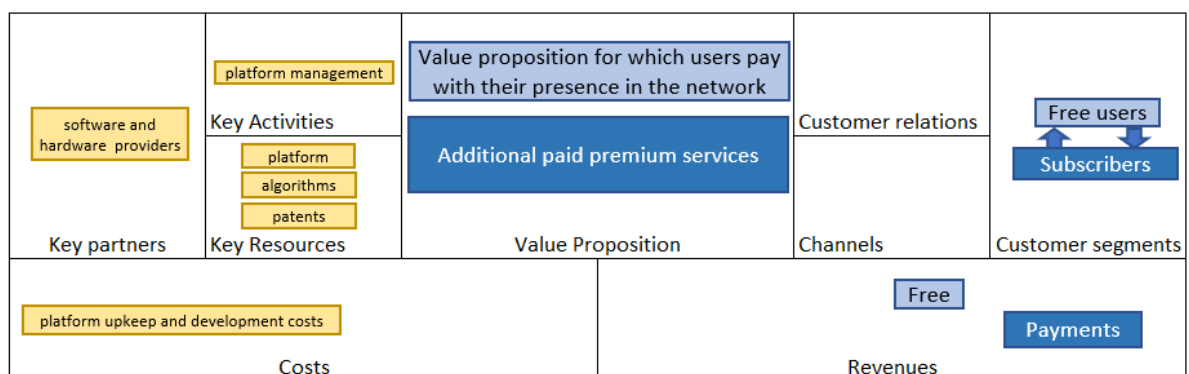 software and
hardware providers
Key partners
platform management
Key Activities
platform
algorithms
patents
Key Resources
Value proposition for which users pay
with their presence in the network
Additional paid premium services
Value Proposition
Customer relations
Channels
Free users
Subscribers
Customer segments
platform upkeep and development costs
Costs
Free
Payments
Revenues